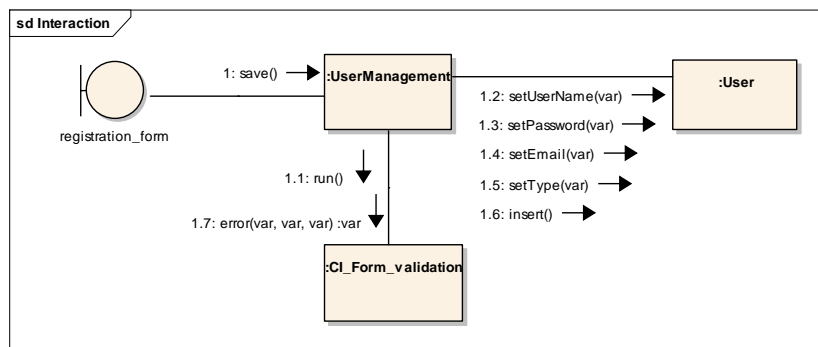 sd Interaction
registration_form
1: save()
:UserManagement
:User
1.2: setUserName(var)
1.3: setPassword(var)
1.4: setEmail(var)
1.5: setType(var)
1.6: insert()
1.1: run()
1.7: error(var, var, var) :var
:CI_Form_validation